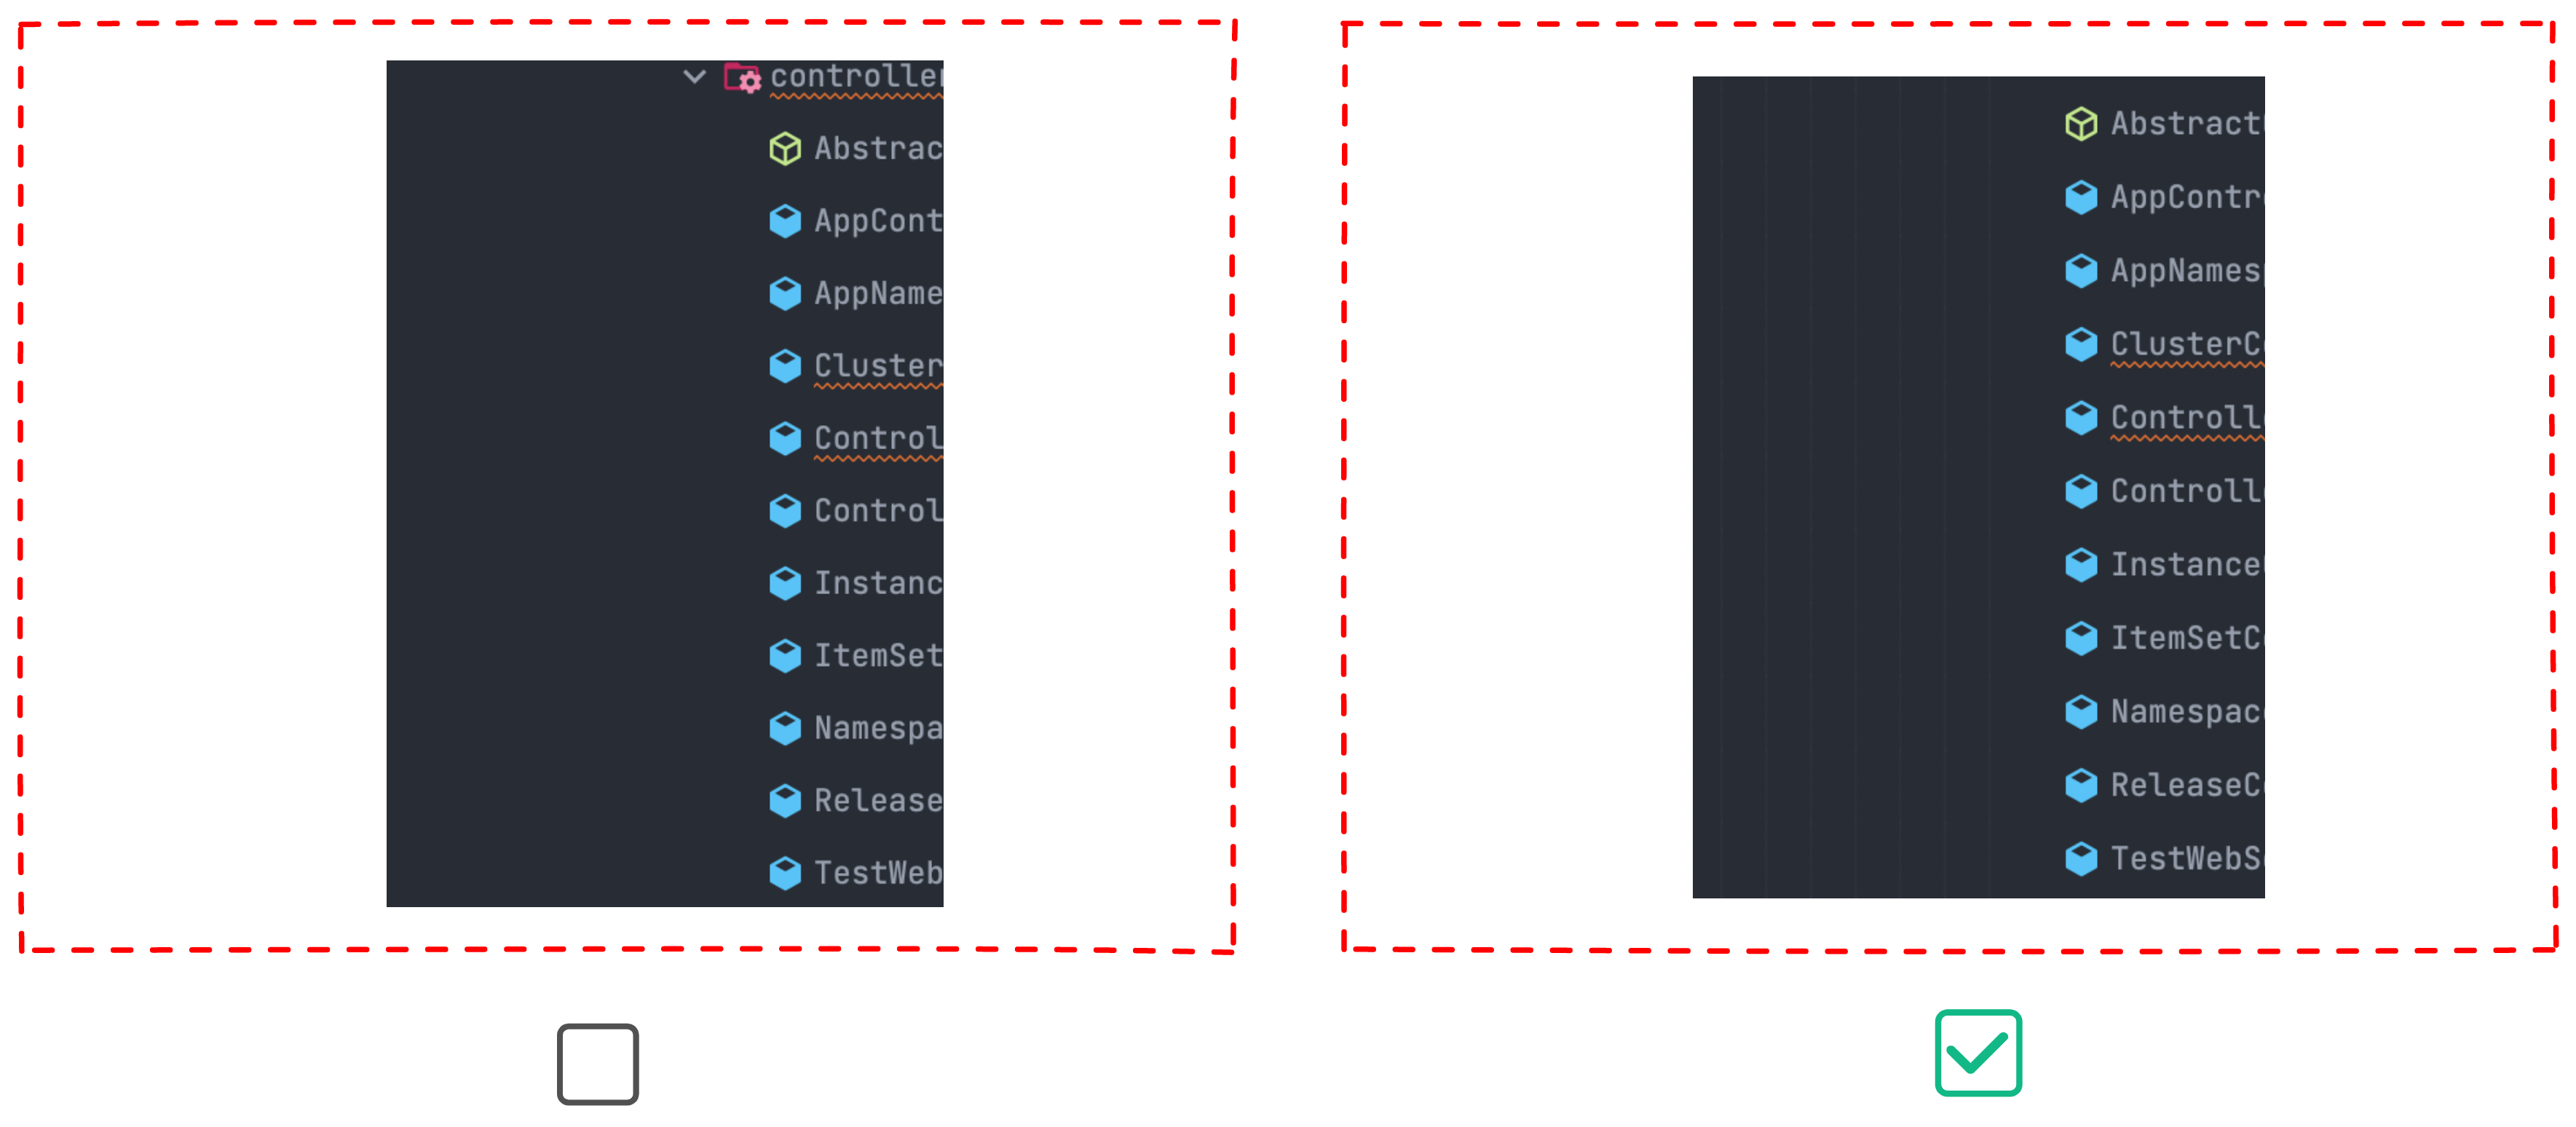 controller
Abstrac
AppCont
AppName
Cluster
Control
Control
Instanc
ItemSet
Namespa
Release
TestWeb
Abstract
AppContr
AppNames
ClusterC
Controll
Controll
Instance
ItemSetC
Namespac
ReleaseC
TestWebS